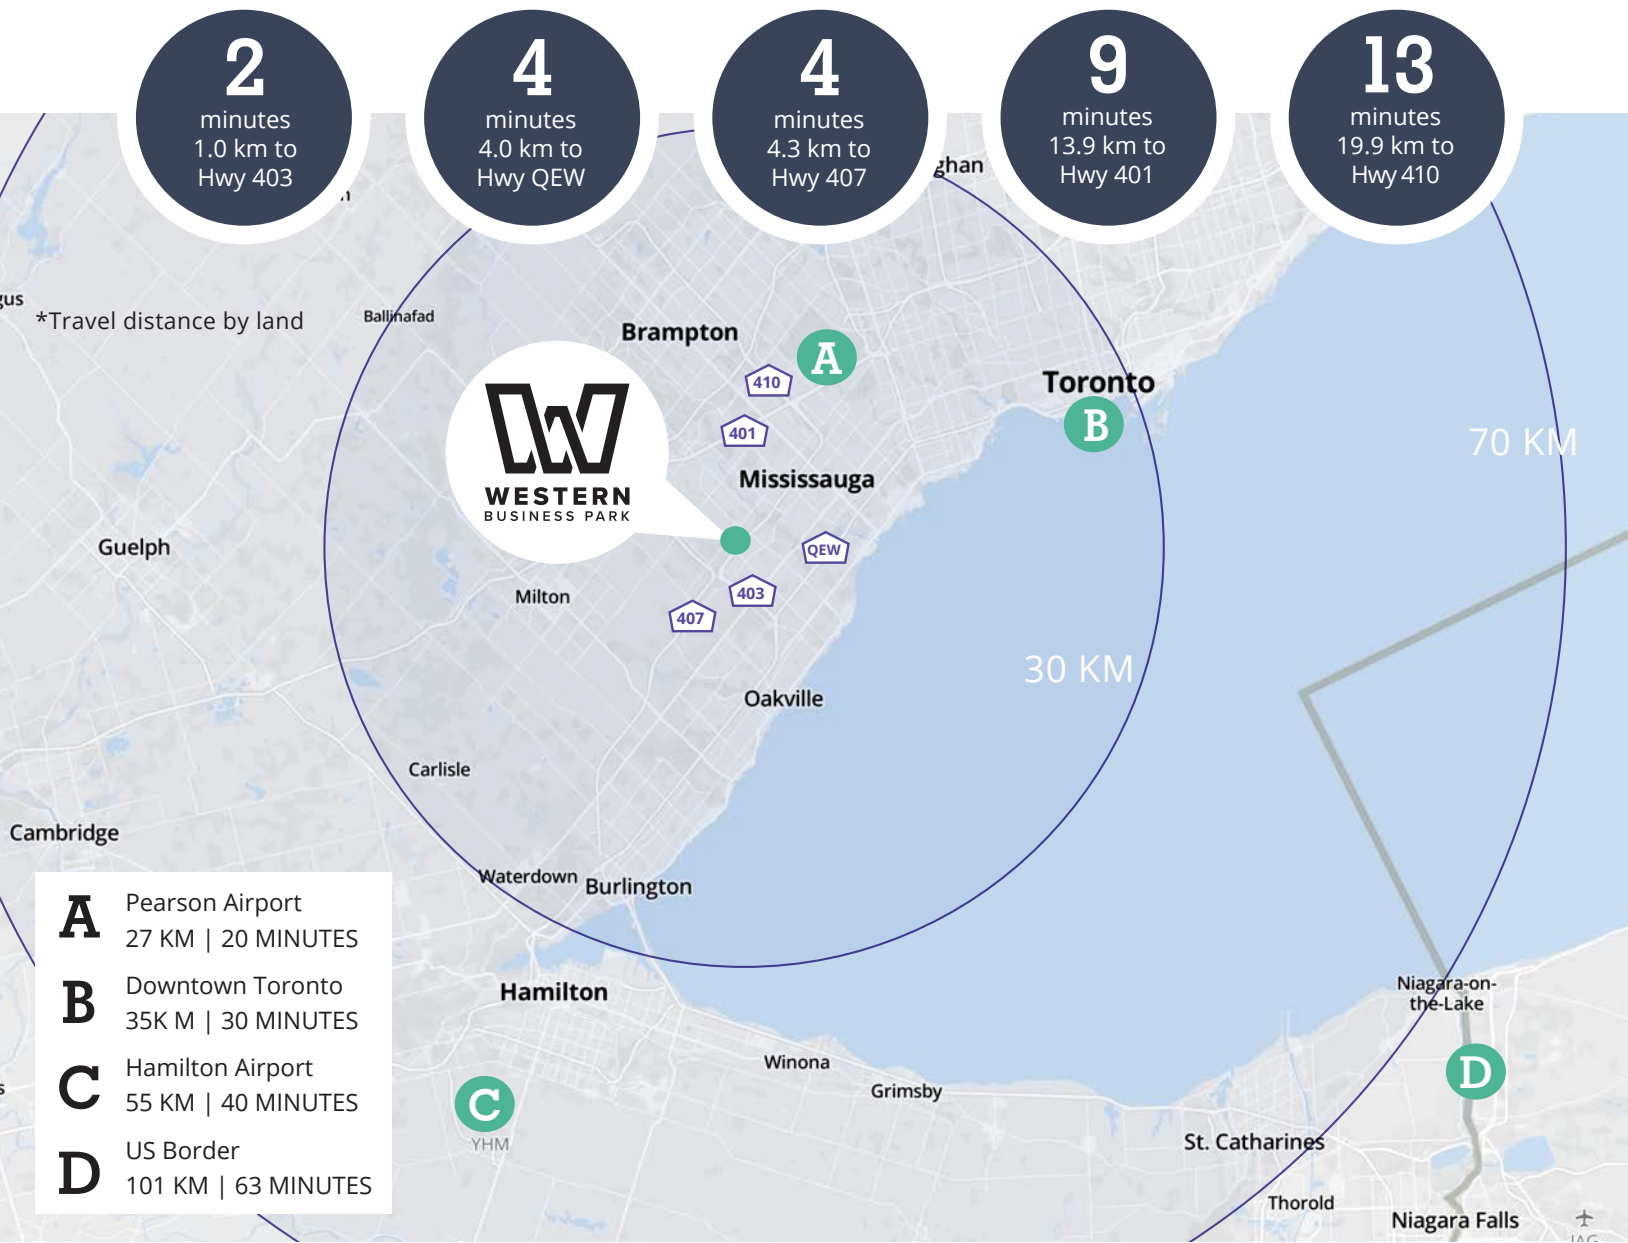 2
minutes
1.0 km to
Hwy 403
4
minutes
4.0 km to
Hwy QEW
4
minutes
4.3 km to
Hwy 407
9
minutes
13.9 km to
Hwy 401
13
minutes
19.9 km to
Hwy 410
ghan
gus
*Travel distance by land
Ballinafad
Brampton
A
410
Toronto
B
401
70 KM
WESTERN
BUSINESS PARK
Mississauga
Guelph
QEW
Milton
403
407
30 KM
Oakville
Carlisle
Cambridge
Waterdown
Burlington
A
Pearson Airport
27 KM | 20 MINUTES
B
Downtown Toronto
35K M | 30 MINUTES
C
Hamilton Airport
55 KM | 40 MINUTES
D
US Border
101 KM | 63 MINUTES
Hamilton
Niagara-on-
the-Lake
Winona
Grimsby
D
C
YHM
St. Catharines
Thorold
Niagara Falls